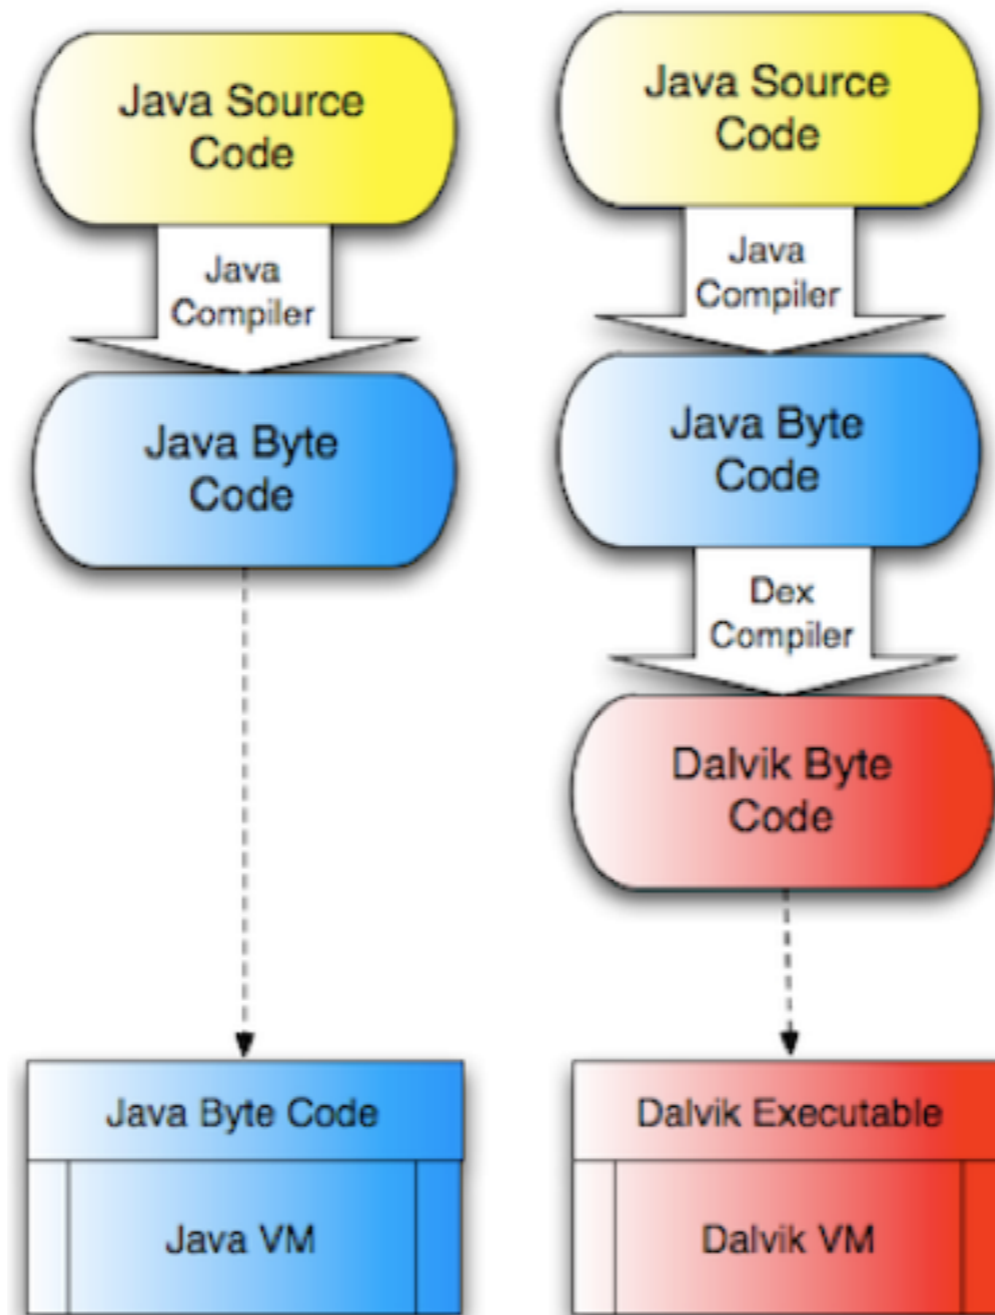 Java Source
Code
Java
Compiler
Java Byte
Code
Java Byte Code
Java VM
Java Source
Code
Java
Compiler
Java Byte
Code
Dex
Compiler
Dalvik Byte
Code
Dalvik Executable
Dalvik VM